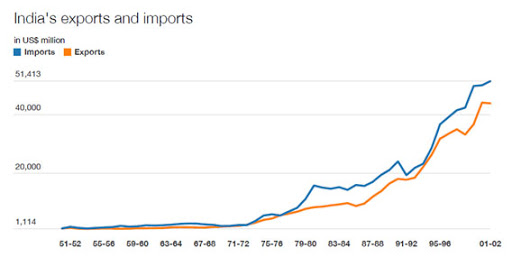 India's exports and imports
in US$ million
Imports Exports
51,413
40,000
20,000
1,114
51-52 55-56 59-60 63-64 67-68 71-72 75-76 79-80 83-84 87-88 91-92 95-96 01-02